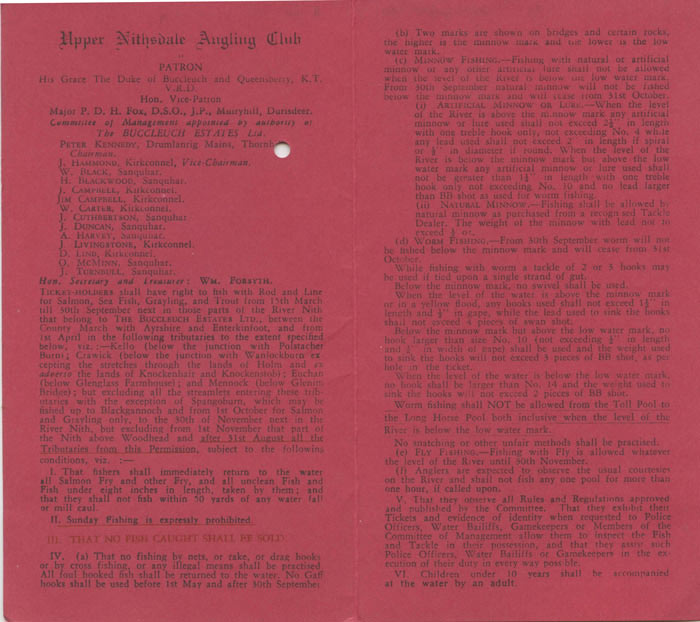 Upper Nithsdale Angling Club
PATRON
His Grace The Duke of Buccleuch and Queensberry, K.T.
V.R.D.
Hon. Vice-Patron
Major P. D. H. Fox, D.S.O., J.P., Muiryhill, Durisdeer.
Committee of Management appointed by authority of
The BUCCLEUCH ESTATES Ltd.
PETER KENNEDY, Drumlanrig Mains, Thornh
Chairman.
J. HAMMOND, Kirkconnel, Vice-Chairman.
W. BLACK, Sanquhar.
H. BLACKWOOD, Sanquhar.
J. CAMPBELL, Kirkconnel.
JIM CAMPBELL, Kirkconnel.
W. CARTER, Kirkconnel.
J. CUTHBERTSON, Sanquhar
J. DUNCAN, Sanquhar.
A. HARVEY, Sanquhar.
J. LIVINGSTONE, Kirkconnel.
D. LIND, Kirkconnel.
O. McMINN, Sanquhar.
J. TURNBULL, Sanquhar.
Hon. Secretary and Treasurer: WM. FORSYTH.
TICKET-HOLDERS shall have right to fish with Rod and Line
for Salmon, Sea Fish, Grayling, and Trout from 15th March
till 30th September next in those parts of the River Nith
that belong to THE BUCCLEUCH ESTATES LTD., between the
County March with Ayrshire and Enterkinfoot, and from
1st April in the following tributaries to the extent specified
below, viz.:—Kello (below the junction with Polstacher
Burn); Crawick (below the junction with Wanlockburn ex-
cepting the stretches through the lands of Holm and ex
adverso the lands of Knockenhair and Knockenstob); Euchan
(below Glenglass Farmhouse); and Mennock (below Glenim
Bridge); but excluding all the streamlets entering these trib-
utaries with the exception of Spangoburn, which may be
fished up to Blackgannoch and from 1st October for Salmon
and Grayling only, to the 30th of November next in the
River Nith, but excluding from 1st November that part of
the Nith above Woodhead and after 31st August all the
Tributaries from this Permission, subject to the following
conditions, viz. :—
I. That fishers shall immediately return to the water
all Salmon Fry and other Fry, and all unclean Fish and
Fish under eight inches in length, taken by them; and
that they shall not fish within 50 yards of any water fall
or mill caul.
II. Sunday Fishing is expressly prohibited.
III. THAT NO FISH CAUGHT SHALL BE SOLD.
IV. (a) That no fishing by nets, or rake, or drag hooks
or by cross fishing, or any illegal means shall be practised.
All foul hooked fish shall be returned to the water. No Gaff
hooks shall be used before 1st May and after 30th September
(b) Two marks are shown on bridges and certain rocks,
the higher is the minnow mark and the lower is the low
water mark.
(c) MINNOW FISHING.—Fishing with natural or artificial
minnow or any other artificial lure shall not be allowed
when the level of the River is below the low water mark.
From 30th September natural minnow will not be fished
below the minnow mark and will cease from 31st October.
(i) ARTIFICIAL MINNOW OR LURE.—When the level
of the River is above the minnow mark any artificial
minnow or lure used shall not exceed 2½" in length
with one treble hook only, not exceeding No. 4 while
any lead used shall not exceed 2" in length if spiral
or in diameter if round. When the level of the
River is below the minnow mark but above the low
water mark any artificial minnow or lure used shall
not be greater than 1½" in length with one treble
hook only not exceeding No. 10 and no lead larger
than BB shot as used for worm fishing.
(ii) NATURAL MINNOW.—Fishing shall be allowed by
natural minnow as purchased from a recognised Tackle
Dealer. The weight of the minnow with lead not to
exceed oz.
(d) WORM FISHING.—From 30th September worm will not
be fished below the minnow mark and will cease from 31st
October.
While fishing with worm a tackle of 2 or 3 hooks may
be used if tied upon a single strand of gut.
Below the minnow mark, no swivel shall be used.
When the level of the water is above the minnow mark
or in a yellow flood, any hooks used shall not exceed in
length and ½" in gape, while the lead used to sink the hooks
shall not exceed 4 pieces of swan shot.
Below the minnow mark but above the low water mark, no
hook larger than size No. 10 (not exceeding in length
and in width of gape) shall be used and the weight used
to sink the hooks will not exceed 3 pieces of BB shot, as per
hole in the ticket.
When the level of the water is below the low water mark,
no hook shall be larger than No. 14 and the weight used to
sink the hooks will not exceed 2 pieces of BB shot.
Worm fishing shall NOT be allowed from the Toll Pool to
the Long Horse Pool both inclusive when the level of the
River is below the low water mark.
No snatching or other unfair methods shall be practised.
(e) FLY FISHING.—Fishing with Fly is allowed whatever
the level of the River until 30th November.
(f) Anglers are expected to observe the usual courtesies
on the River and shall not fish any one pool for more than
one hour, if called upon.
V. That they observe all Rules and Regulations approved
and published by the Committee. That they exhibit their
Tickets and evidence of identity when requested to Police
Officers, Water Bailiffs, Gamekeepers or Members of the
Committee of Management allow them to inspect the Fish
and Tackle in their possession, and that they assist such
Police Officers, Water Bailiffs or Gamekeepers in the ex-
ecution of their duty in every way possible.
VI Children under 10 years shall be accompanied
at the water by an adult.